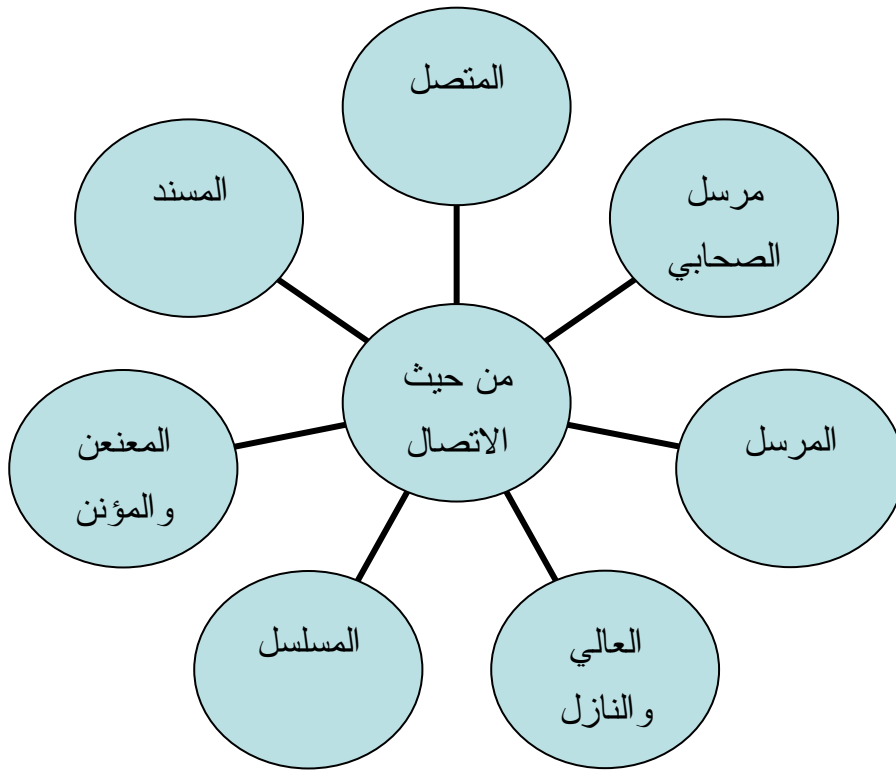 المتصل
مرسل
الصحابي
المرسل
العالي
والنازل
المسلسل
المعنعن
والمؤنن
المسند
من حيث
الاتصال